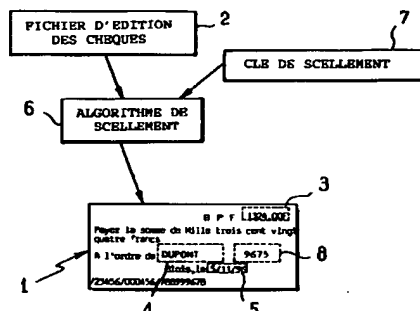 2
FICHIER D'EDITION
DES CHEQUES
7
CLE DE SCELLEMENT
6
ALGORITHME DE
SCELLEMENT
3
B P F
Payez la somme de Mille trois cent vingt
quatre francs
A l'ordre de DUPONT 9675 8
1
4 5